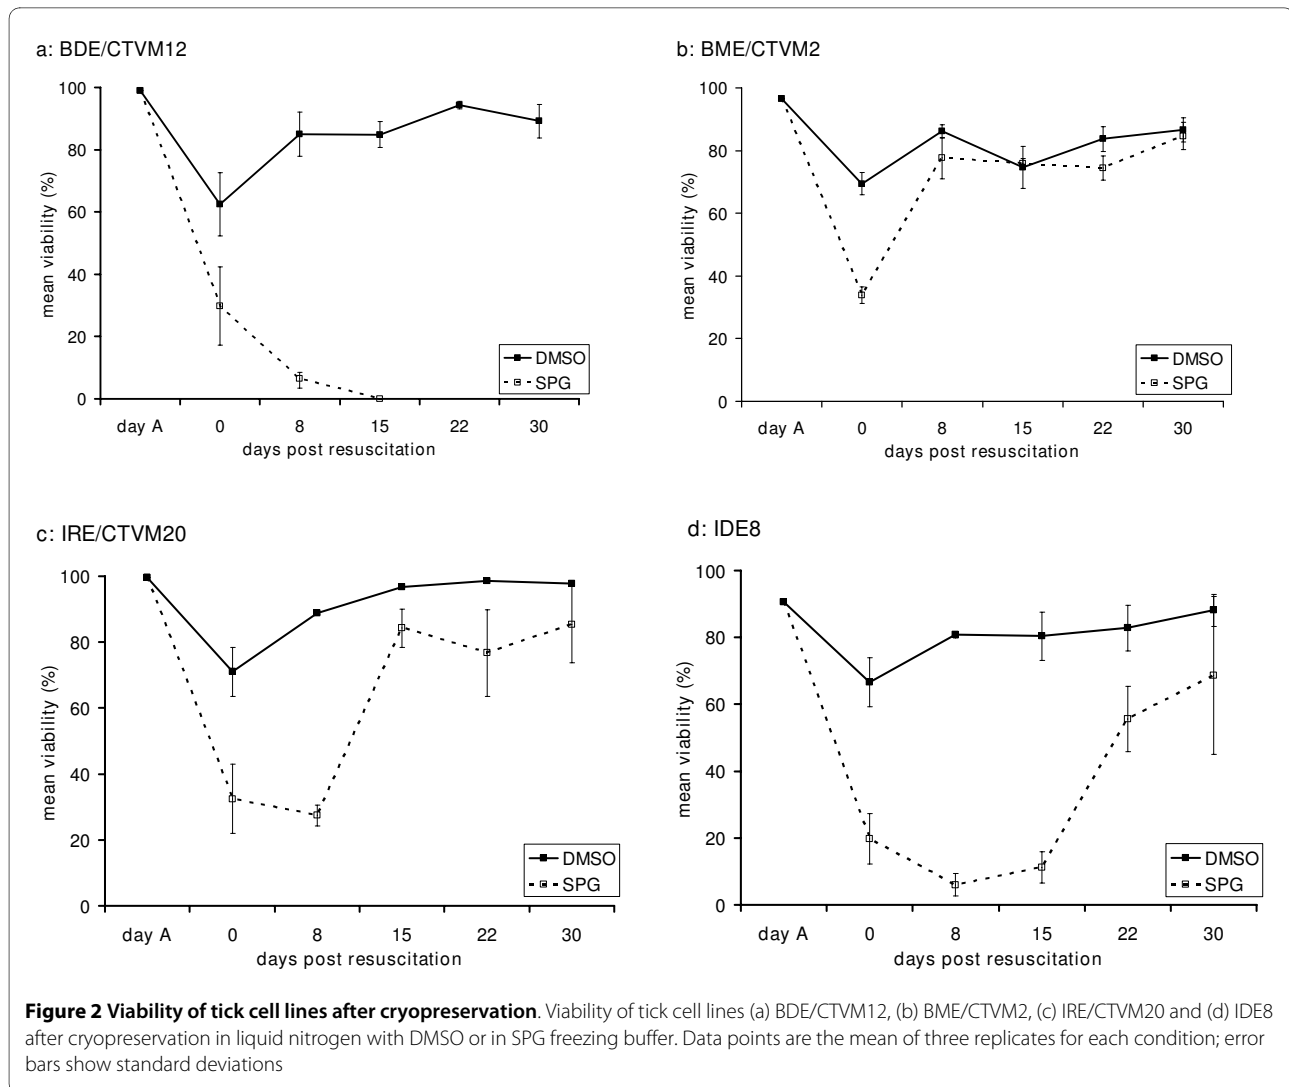 a: BDE/CTVM12
100
80
60
40
20
0
mean viability (%)
day A 0 8 15 22 30
days post resuscitation
DMSO
SPG
b: BME/CTVM2
100
80
60
40
20
0
mean viability (%)
day A 0 8 15 22 30
days post resuscitation
DMSO
SPG
c: IRE/CTVM20
100
80
60
40
20
0
mean viability (%)
day A 0 8 15 22 30
days post resuscitation
DMSO
SPG
d: IDE8
100
80
60
40
20
0
mean viability (%)
day A 0 8 15 22 30
days post resuscitation
DMSO
SPG
Figure 2 Viability of tick cell lines after cryopreservation. Viability of tick cell lines (a) BDE/CTVM12, (b) BME/CTVM2, (c) IRE/CTVM20 and (d) IDE8
after cryopreservation in liquid nitrogen with DMSO or in SPG freezing buffer. Data points are the mean of three replicates for each condition; error
bars show standard deviations